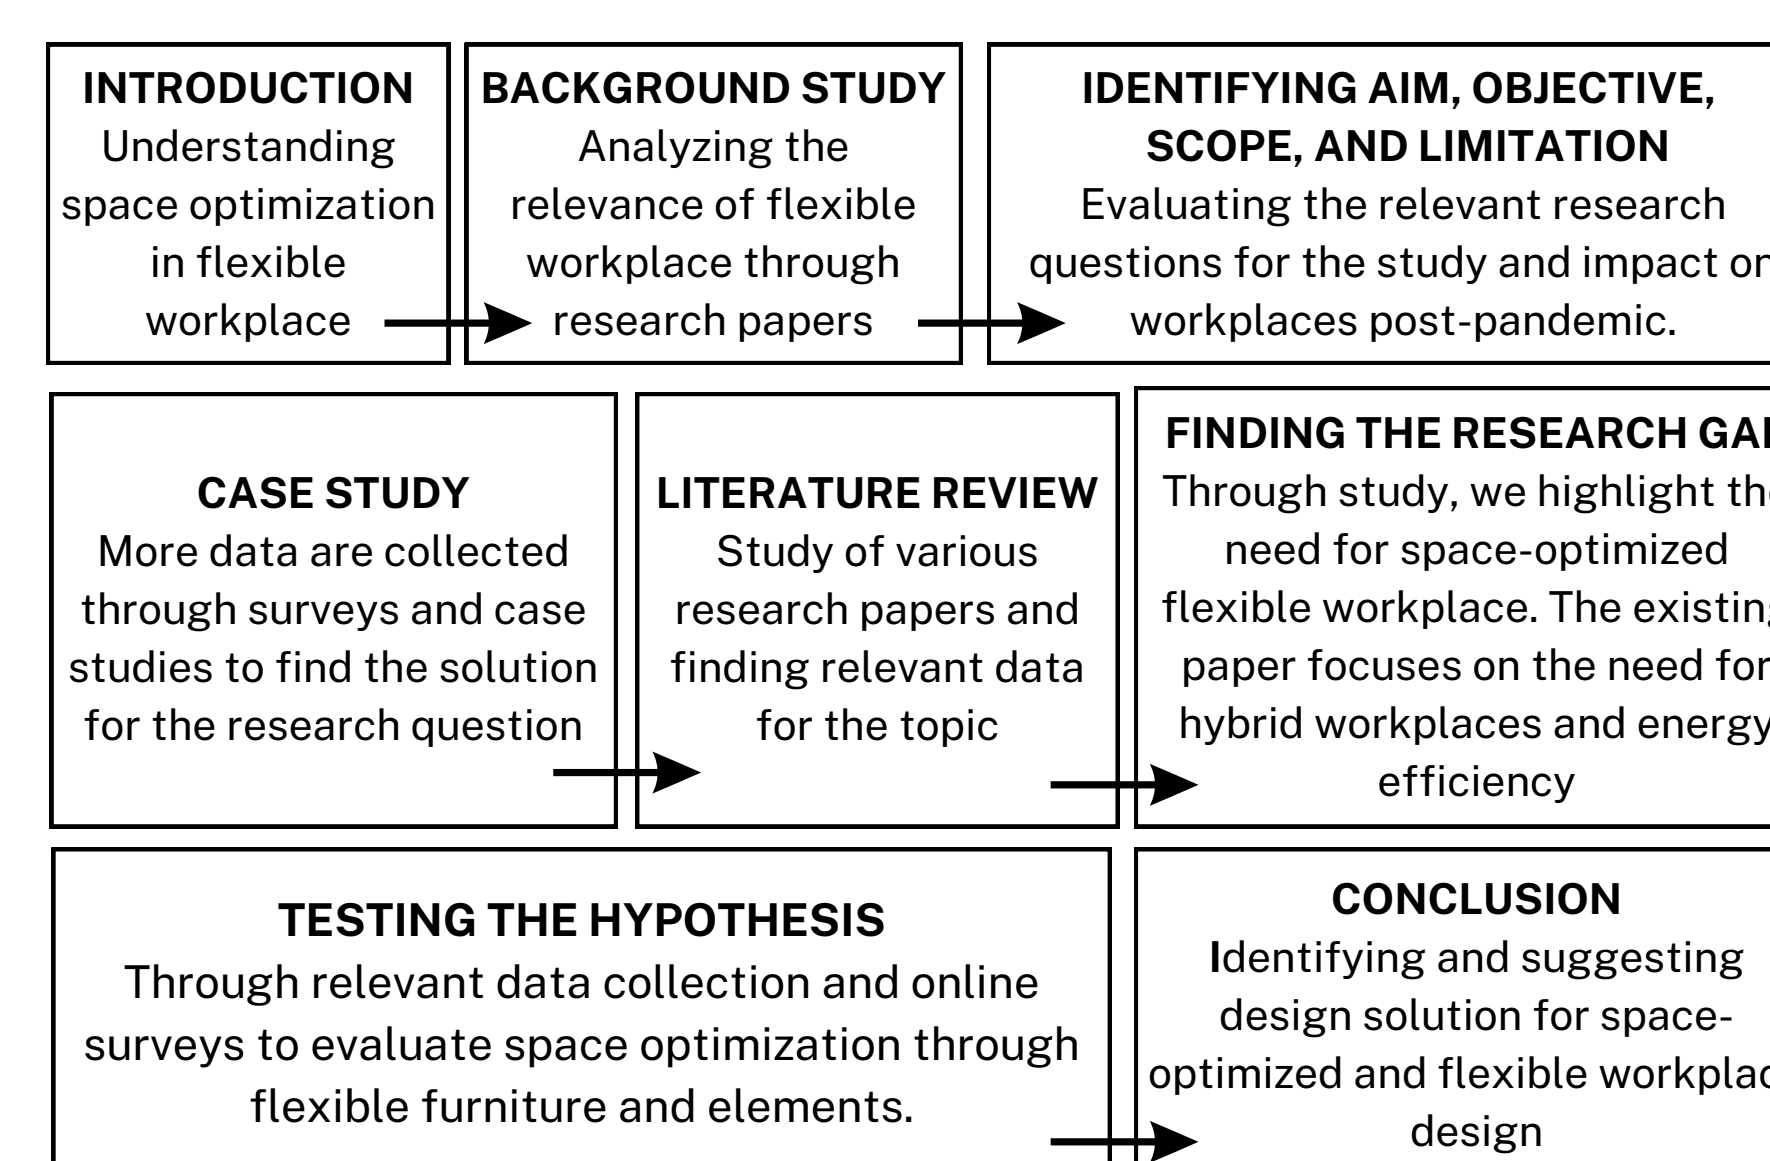 INTRODUCTION
Understanding
space optimization
in flexible
workplace
BACKGROUND STUDY
Analyzing the
relevance of flexible
workplace through
research papers
IDENTIFYING AIM, OBJECTIVE,
SCOPE, AND LIMITATION
Evaluating the relevant research
questions for the study and impact on
workplaces post-pandemic.
CASE STUDY
More data are collected
through surveys and case
studies to find the solution
for the research question
LITERATURE REVIEW
Study of various
research papers and
finding relevant data
for the topic
FINDING THE RESEARCH GAP
Through study, we highlight the
need for space-optimized
flexible workplace. The existing
paper focuses on the need for
hybrid workplaces and energy
efficiency
TESTING THE HYPOTHESIS
Through relevant data collection and online
surveys to evaluate space optimization through
flexible furniture and elements.
CONCLUSION
Identifying and suggesting
design solution for space-
optimized and flexible workplac
design